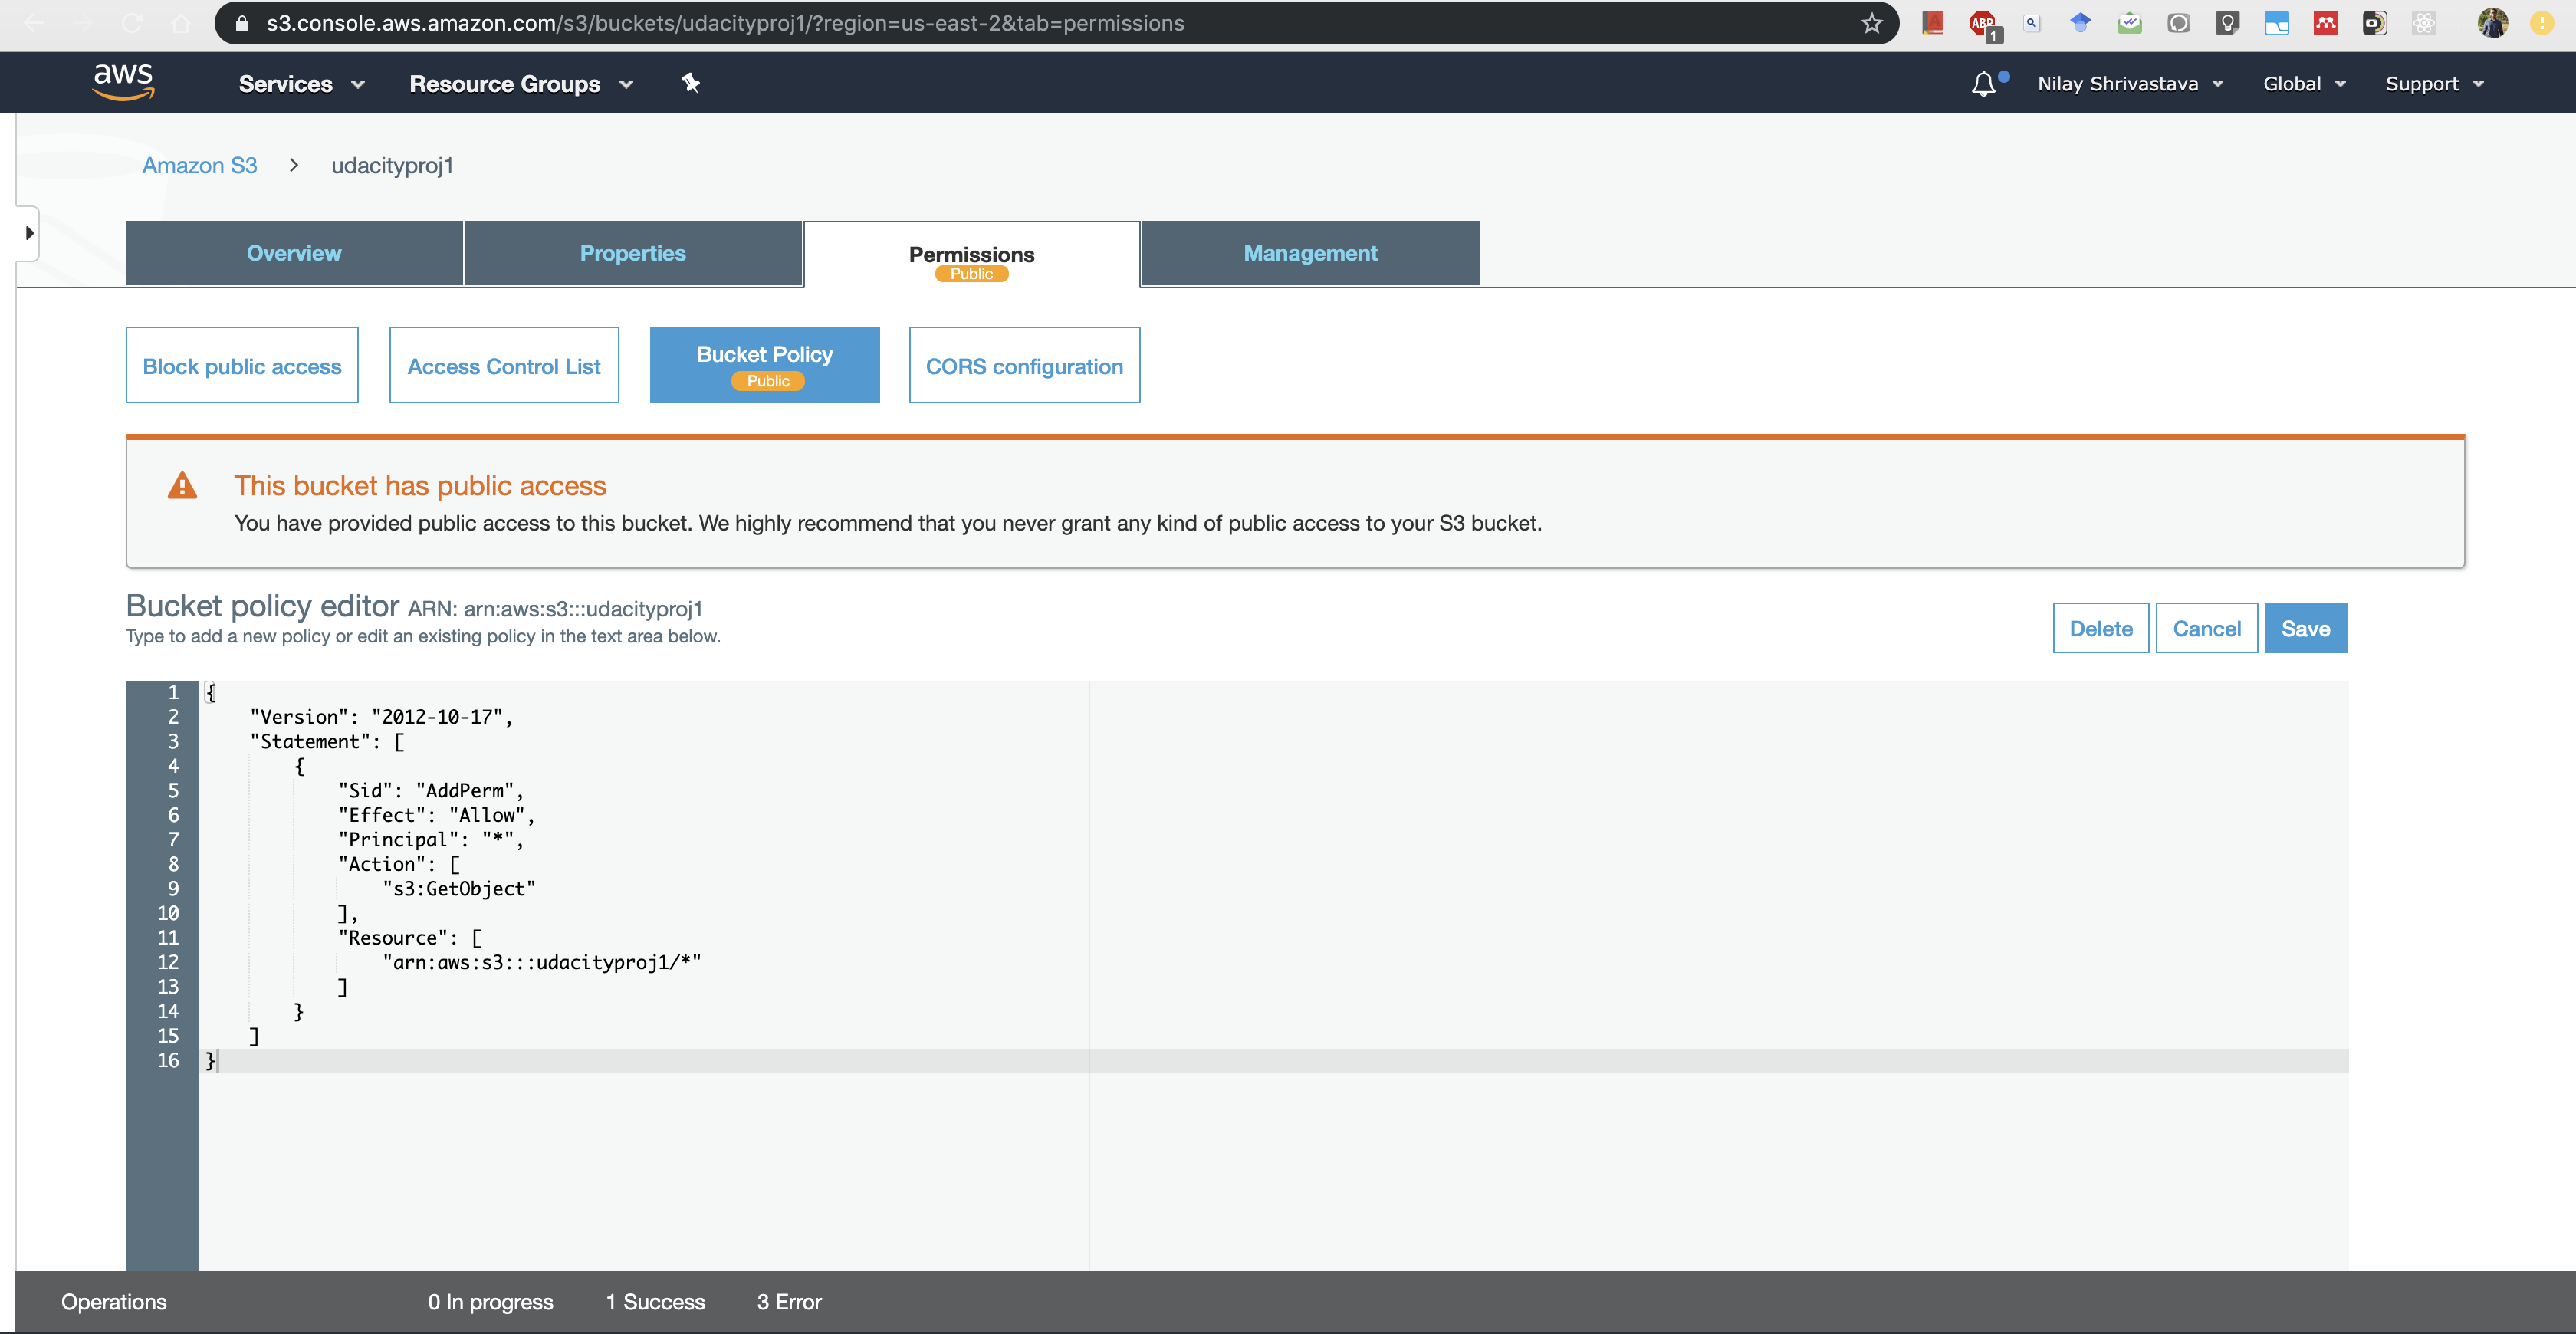 s3.console.aws.amazon.com/s3/buckets/udacityproj1/?region=us-east-2&tab=permissions
ABP
1
aws
Services
Resource Groups
Nilay Shrivastava
Global
Support
Amazon S3
udacityproj1
Overview
Properties
Permissions
Public
Management
Block public access
Access Control List
Bucket Policy
Public
CORS configuration
This bucket has public access
You have provided public access to this bucket. We highly recommend that you never grant any kind of public access to your S3 bucket.
Bucket policy editor ARN: arn:aws:s3:::udacityproj1
Type to add a new policy or edit an existing policy in the text area below.
Delete
Cancel
Save
1 {
2 "Version": "2012-10-17",
3 "Statement": [
4 {
5 "Sid": "AddPerm",
6 "Effect": "Allow",
7 "Principal": "*",
8 "Action": [
9 "s3:GetObject"
10 ],
11 "Resource": [
12 "arn:aws:s3:::udacityproj1/*"
13 ]
14 }
15 ]
16 }
Operations
0 In progress
1 Success
3 Error